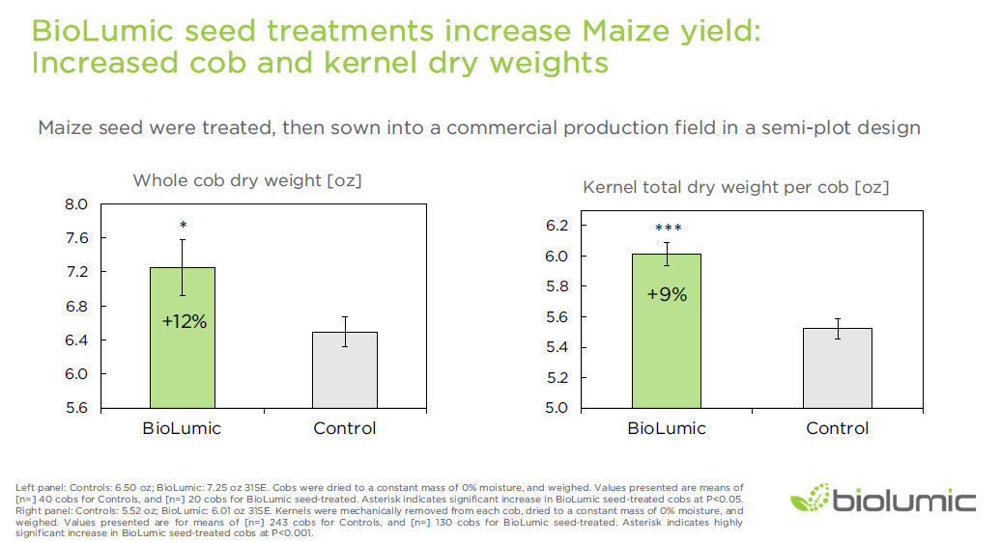 BioLumic seed treatments increase Maize yield:
Increased cob and kernel dry weights
Maize seed were treated, then sown into a commercial production field in a semi-plot design
Whole cob dry weight [oz]
8.0
7.6
7.2
6.8
6.4
6.0
5.6
*
+12%
BioLumic
Control
Kernel total dry weight per cob [oz]
6.2
6.0
5.8
5.6
5.4
5.2
5.0
***
+9%
BioLumic
Control
Left panel: Controls: 6.50 oz; BioLumic: 7.25 oz 31SE. Cobs were dried to a constant mass of 0% moisture, and weighed. Values presented are means of
[n=] 40 cobs for Controls, and [n=] 20 cobs for BioLumic seed-treated. Asterisk indicates significant increase in BioLumic seed-treated cobs at P<0.05.
Right panel: Controls: 5.52 oz; BioLumic: 6.01 oz 31SE. Kernels were mechanically removed from each cob, dried to a constant mass of 0% moisture, and
weighed. Values presented are for means of [n=] 243 cobs for Controls, and [n=] 130 cobs for BioLumic seed-treated. Asterisk indicates highly
significant increase in BioLumic seed-treated cobs at P<0.001.
biolumic